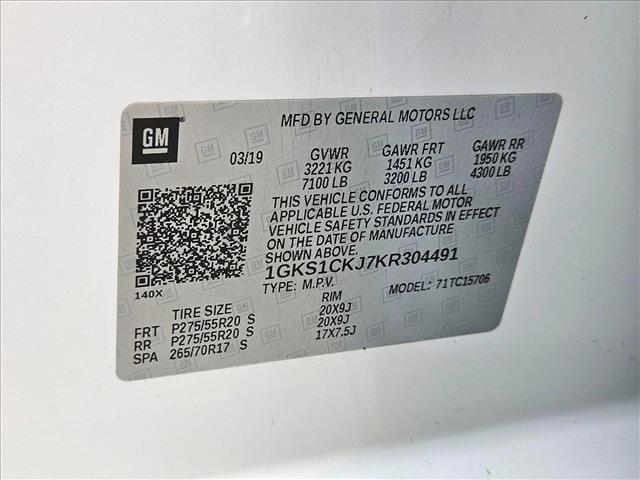 GM
MFD BY GENERAL MOTORS LLC
03/19 GVWR GAWR FRT GAWR RR
3221 KG 1451 KG 1950 KG
7100 LB 3200 LB 4300 LB
THIS VEHICLE CONFORMS TO ALL
APPLICABLE U.S. FEDERAL MOTOR
VEHICLE SAFETY STANDARDS IN EFFECT
ON THE DATE OF MANUFACTURE
SHOWN ABOVE.
1GKS1CKJ7KR304491
140X
TYPE: M.P.V. MODEL: 71TC15706
TIRE SIZE RIM
FRT P275/55R20 S 20X9J
RR P275/55R20 S 20X9J
SPA 265/70R17 S 17X7.5J